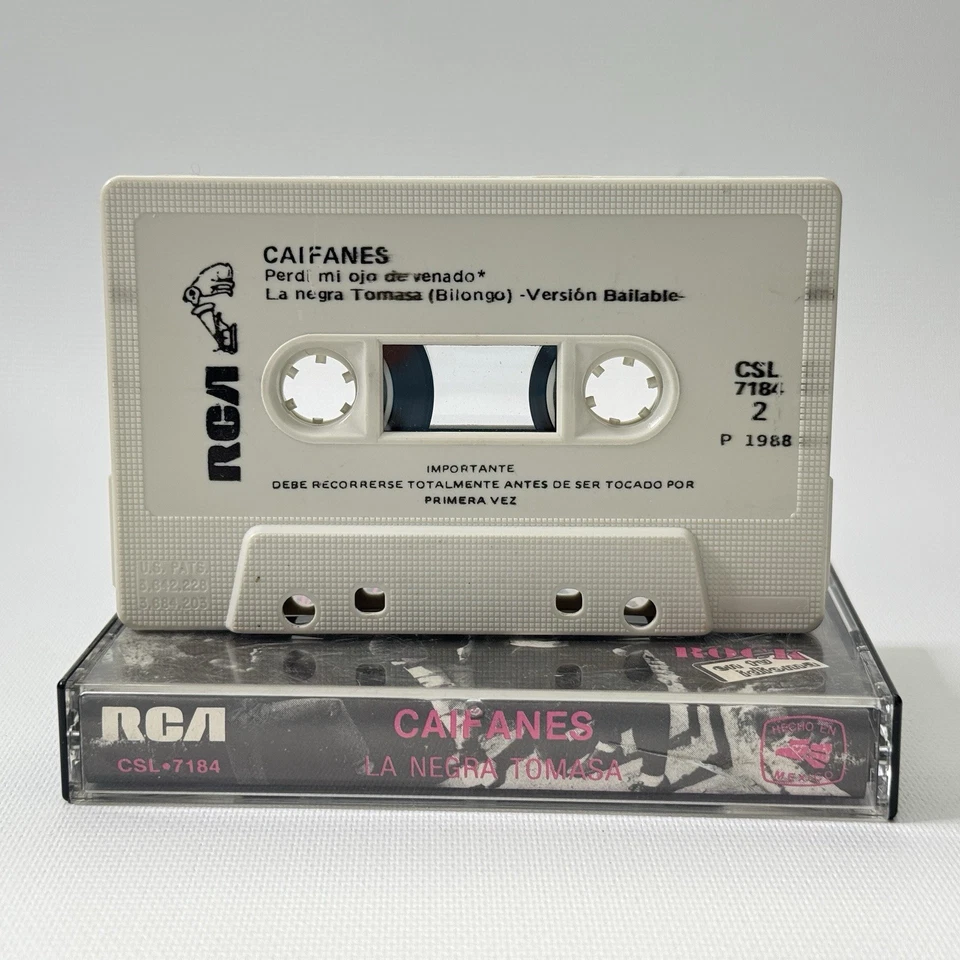 CAIFANES
Perdí mi ojo de venado*
La negra Tomasa (Bilongo) -Versión Bailable-
RCA
CSL
7184
2
P 1988
IMPORTANTE
DEBE RECORRERSE TOTALMENTE ANTES DE SER TOCADO POR
PRIMERA VEZ
U.S. PATS.
ROCK
RCA
CSL•7184
CAIFANES
LA NEGRA TOMASA
HECHO EN
MEXICO